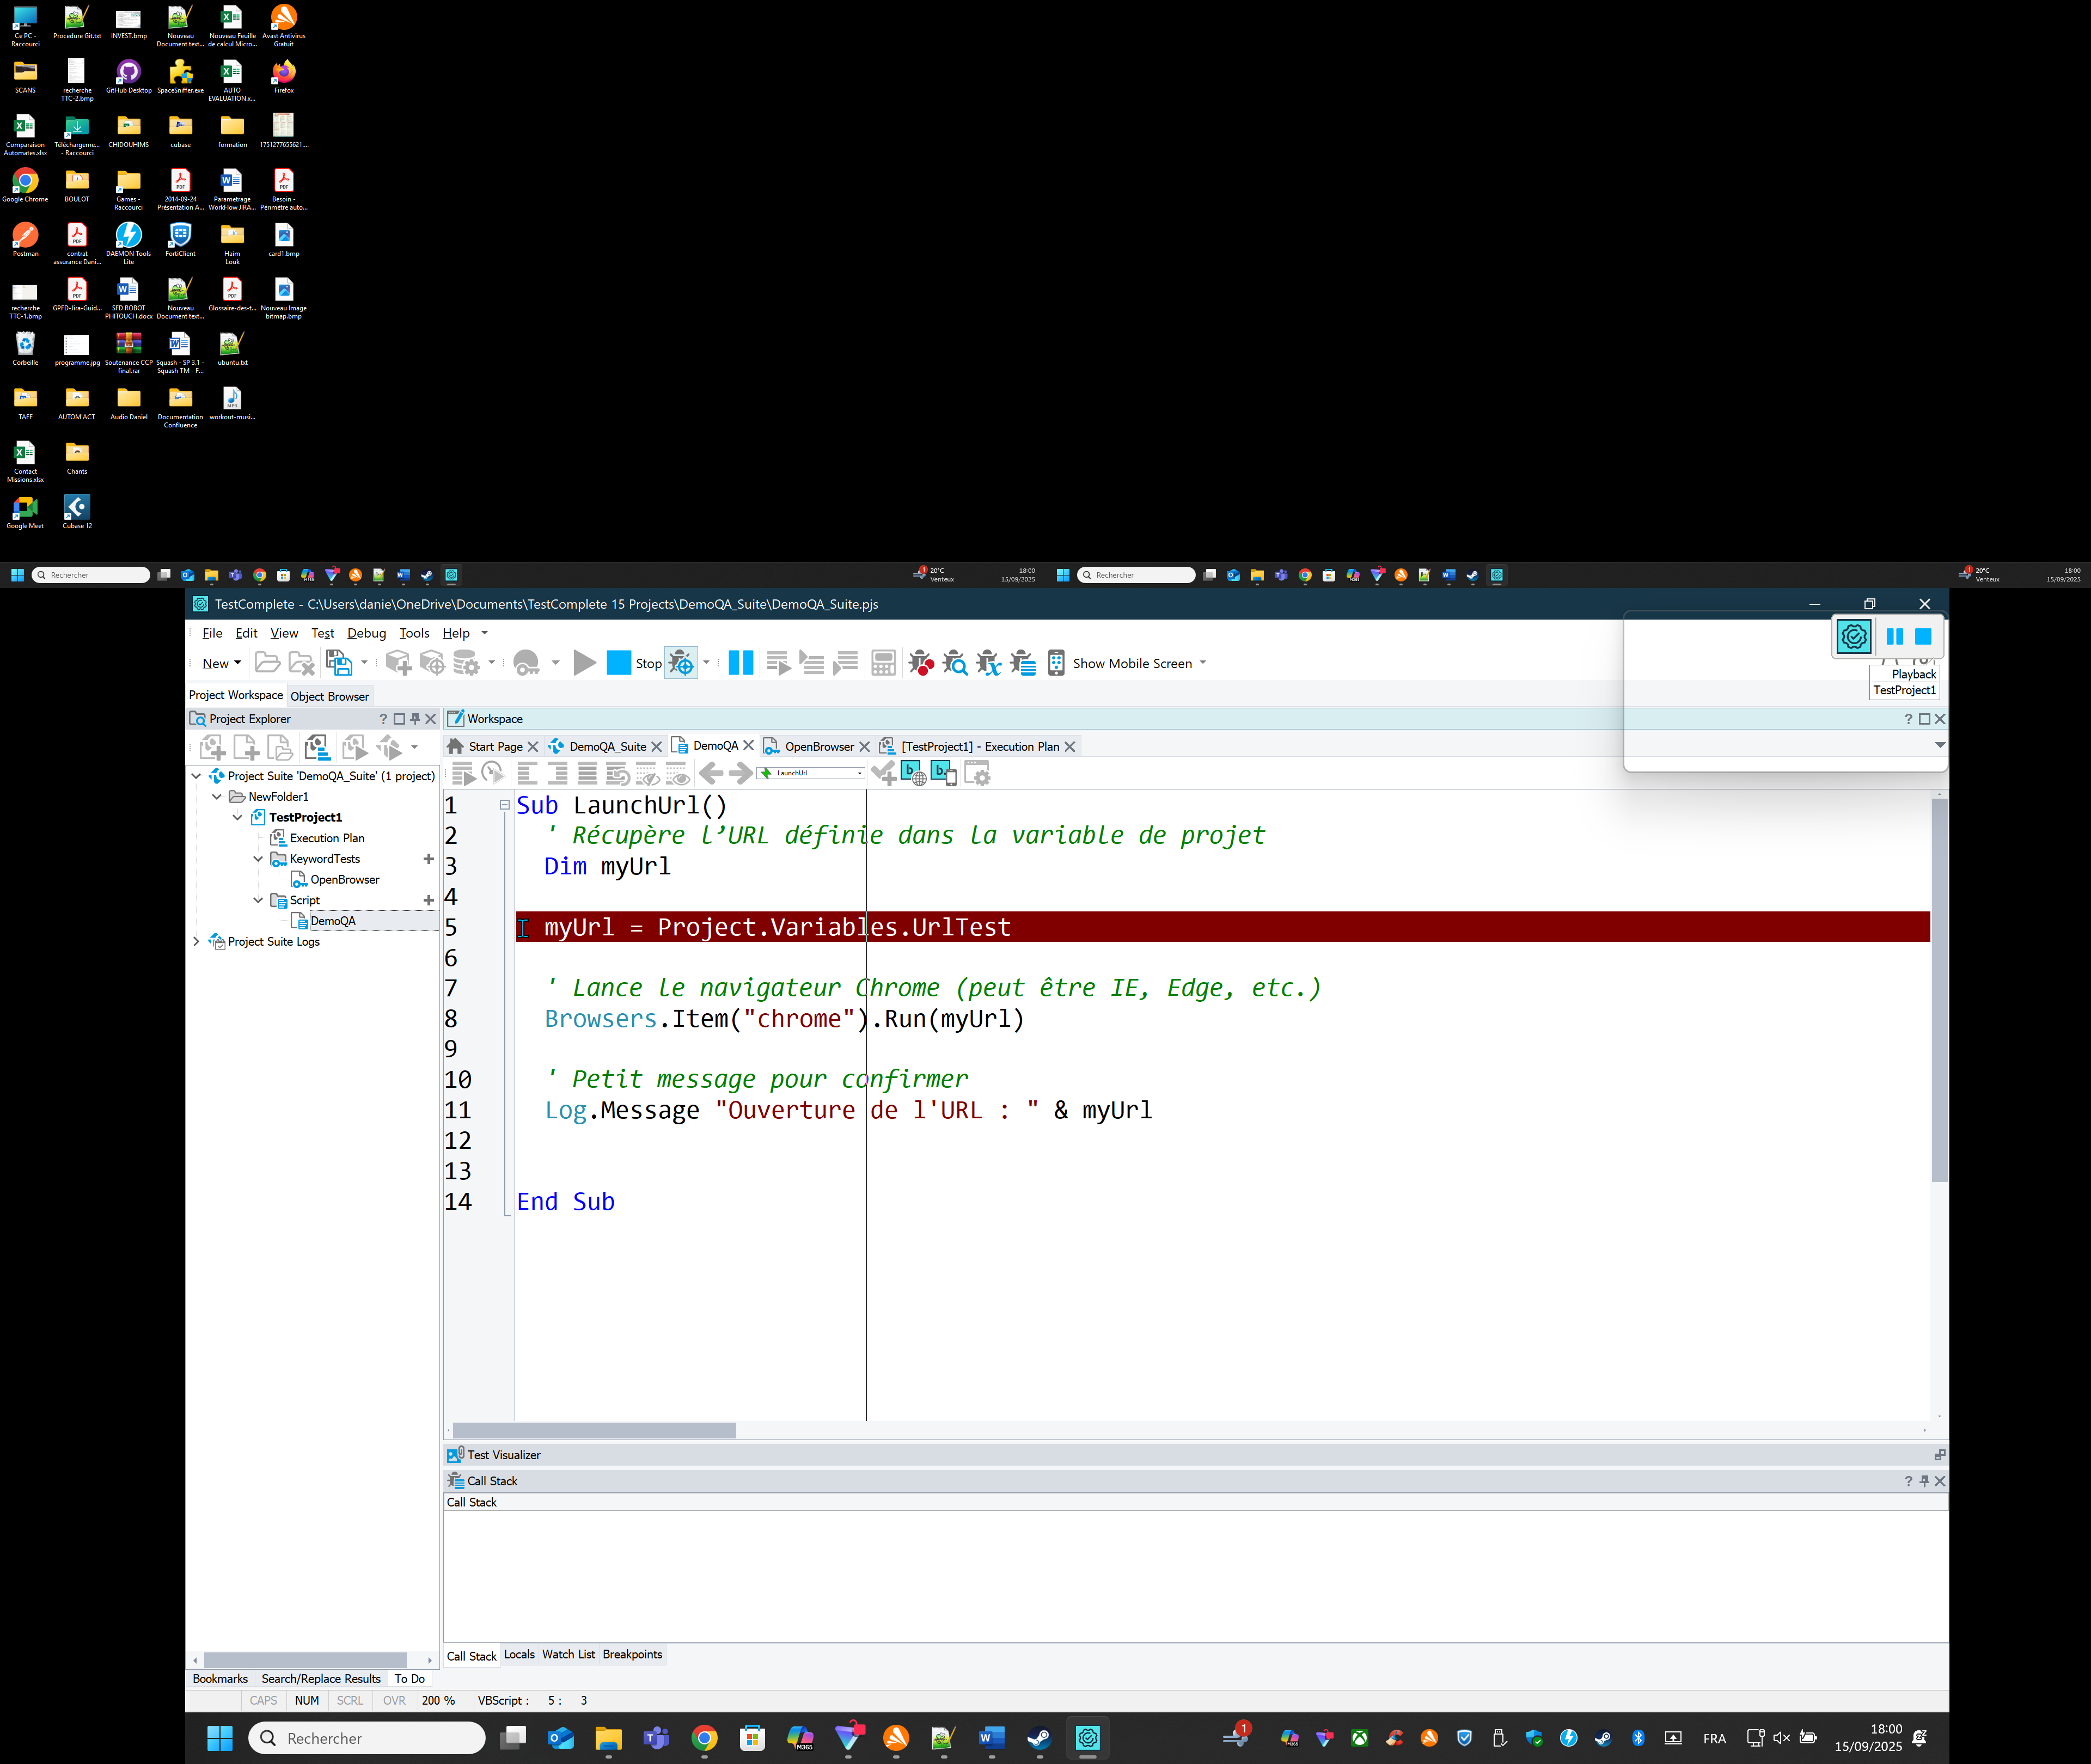 Ce PC - Raccourci
Procedure Git.txt
INVEST.bmp
Nouveau Document text...
Nouveau Feuille de calcul Micro...
Avast Antivirus Gratuit
SCANS
recherche TTC-2.bmp
GitHub Desktop
SpaceSniffer.exe
AUTO EVALUATION.x...
Firefox
Comparaison Automates.xlsx
Téléchargeme... - Raccourci
CHIDOUHIMS
cubase
formation
1751277655621....
Google Chrome
BOULOT
Games - Raccourci
2014-09-24 Présentation A...
Parametrage WorkFlow JIRA...
Besoin - Périmètre auto...
Postman
contrat assurance Dani...
DAEMON Tools Lite
FortiClient
Haim Louk
card1.bmp
recherche TTC-1.bmp
GPFD-Jira-Guid...
SFD ROBOT PHITOUCH.docx
Nouveau Document text...
Glossaire-des-t...
Nouveau Image bitmap.bmp
Corbeille
programme.jpg
Soutenance CCP final.rar
Squash - SP 3.1 - Squash TM - F...
ubuntu.txt
TAFF
AUTOM'ACT
Audio Daniel
Documentation Confluence
workout-musi...
Contact Missions.xlsx
Chants
Google Meet
Cubase 12
Rechercher
20°C
Venteux
18:00
15/09/2025
Rechercher
20°C
Venteux
18:00
15/09/2025
TestComplete - C:\Users\danie\OneDrive\Documents\TestComplete 15 Projects\DemoQA_Suite\DemoQA_Suite.pjs
File Edit View Test Debug Tools Help
New Stop Show Mobile Screen
Playback
TestProject1
Project Workspace Object Browser
Project Explorer
Workspace
Start Page DemoQA_Suite DemoQA OpenBrowser [TestProject1] - Execution Plan
LaunchUrl
Project Suite 'DemoQA_Suite' (1 project)
NewFolder1
TestProject1
Execution Plan
KeywordTests
OpenBrowser
Script
DemoQA
Project Suite Logs
1 Sub LaunchUrl()
2 ' Récupère l’URL définie dans la variable de projet
3 Dim myUrl
4
5 myUrl = Project.Variables.UrlTest
6
7 ' Lance le navigateur Chrome (peut être IE, Edge, etc.)
8 Browsers.Item("chrome").Run(myUrl)
9
10 ' Petit message pour confirmer
11 Log.Message "Ouverture de l'URL : " & myUrl
12
13
14 End Sub
Test Visualizer
Call Stack
Call Stack
Call Stack Locals Watch List Breakpoints
Bookmarks Search/Replace Results To Do
CAPS NUM SCRL OVR 200 % VBScript : 5 : 3
Rechercher
1
FRA
18:00
15/09/2025